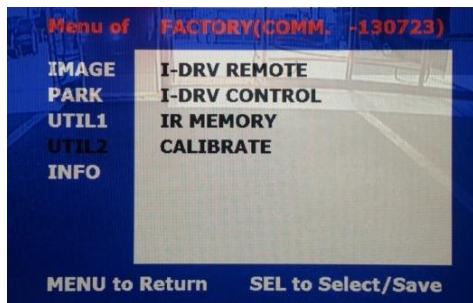 Menu of FACTORY(COMM. -130723)
IMAGE I-DRV REMOTE
PARK I-DRV CONTROL
UTIL1 IR MEMORY
UTIL2 CALIBRATE
INFO
MENU to Return SEL to Select/Save